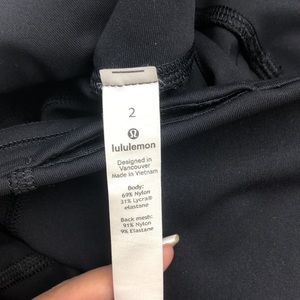 2
lululemon
Designed in
Vancouver
Made in Vietnam
Body:
69% Nylon
31% Lycra®
elastane
Back mesh:
91% Nylon
9% Elastane